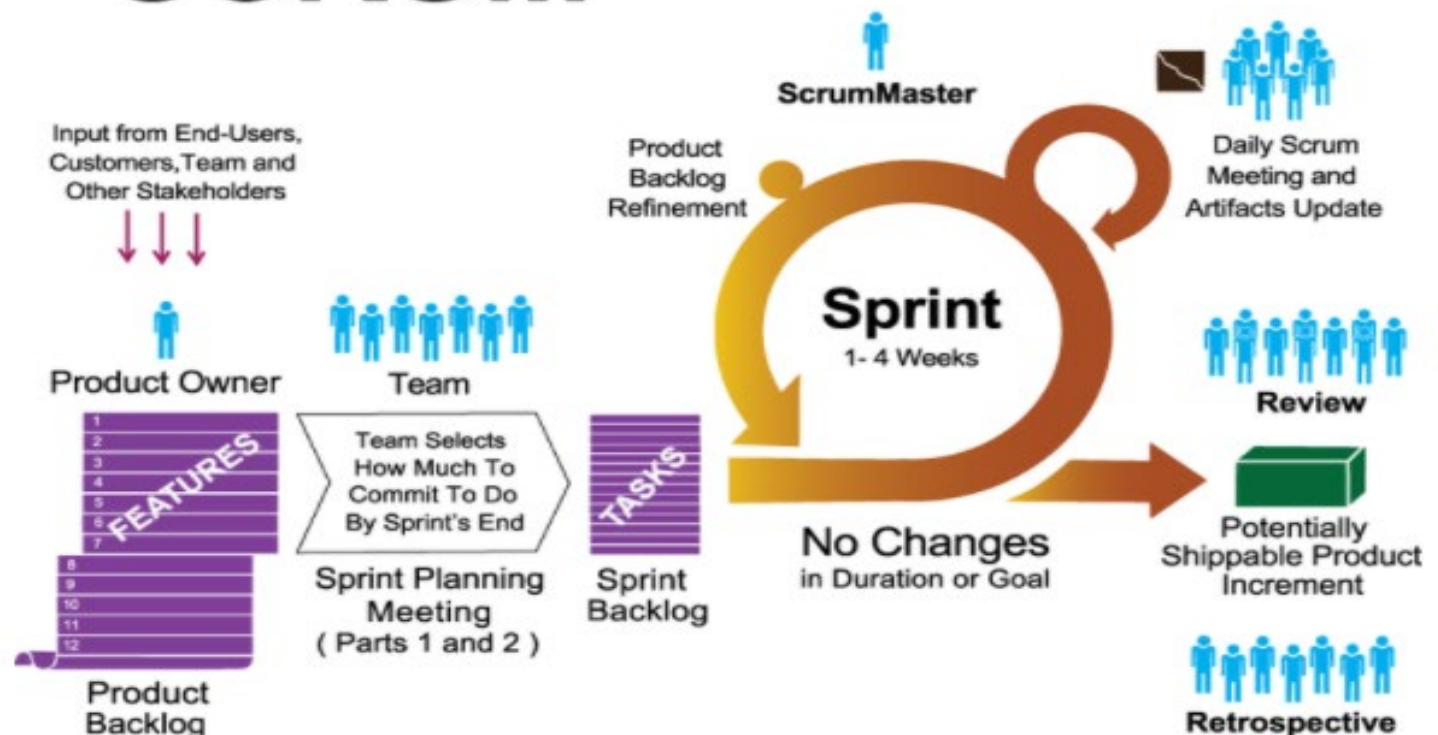 ScrumMaster
Input from End-Users,
Customers,Team and
Other Stakeholders
Product
Backlog
Refinement
Daily Scrum
Meeting and
Artifacts Update
Sprint
1- 4 Weeks
Product Owner
Team
Review
1
2
3
4
5
6
7
FEATURES
8
9
10
11
12
Team Selects
How Much To
Commit To Do
By Sprint's End
TASKS
No Changes
in Duration or Goal
Potentially
Shippable Product
Increment
Sprint Planning
Meeting
( Parts 1 and 2 )
Sprint
Backlog
Product
Backlog
Retrospective